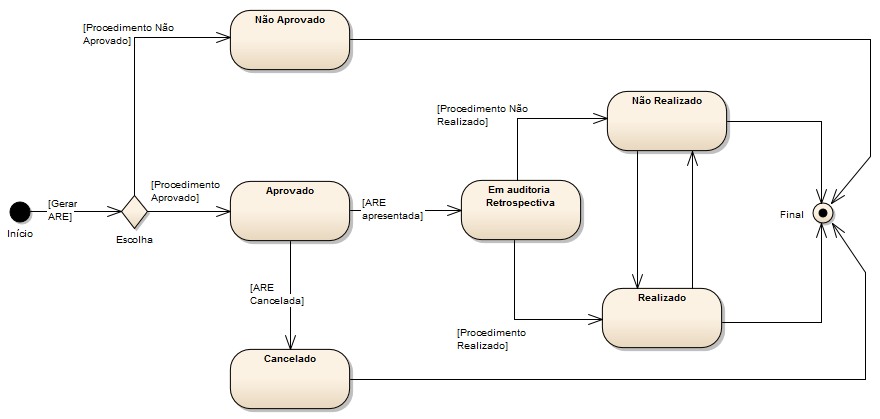 Não Aprovado
[Procedimento Não
Aprovado]
Não Realizado
[Procedimento Não
Realizado]
[Procedimento
Aprovado]
Aprovado
Em auditoria
Retrospectiva
[Gerar
ARE]
[ARE
apresentada]
Início
Escolha
Final
[ARE
Cancelada]
Realizado
[Procedimento
Realizado]
Cancelado